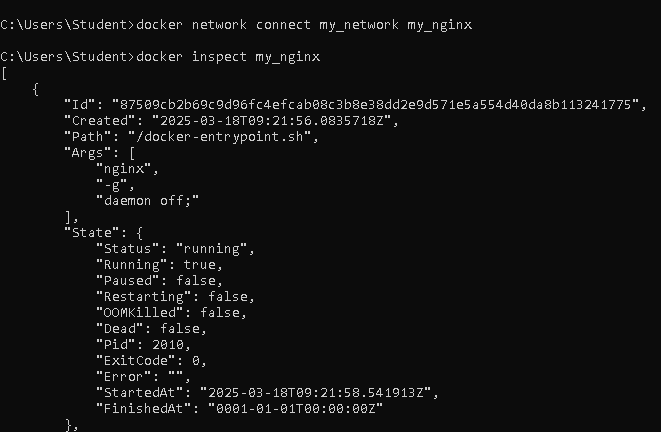 C:\Users\Student>docker network connect my_network my_nginx
C:\Users\Student>docker inspect my_nginx
[
    {
        "Id": "87509cb2b69c9d96fc4efcab08c3b8e38dd2e9d571e5a554d40da8b113241775",
        "Created": "2025-03-18T09:21:56.0835718Z",
        "Path": "/docker-entrypoint.sh",
        "Args": [
            "nginx",
            "-g",
            "daemon off;"
        ],
        "State": {
            "Status": "running",
            "Running": true,
            "Paused": false,
            "Restarting": false,
            "OOMKilled": false,
            "Dead": false,
            "Pid": 2010,
            "ExitCode": 0,
            "Error": "",
            "StartedAt": "2025-03-18T09:21:58.541913Z",
            "FinishedAt": "0001-01-01T00:00:00Z"
        },